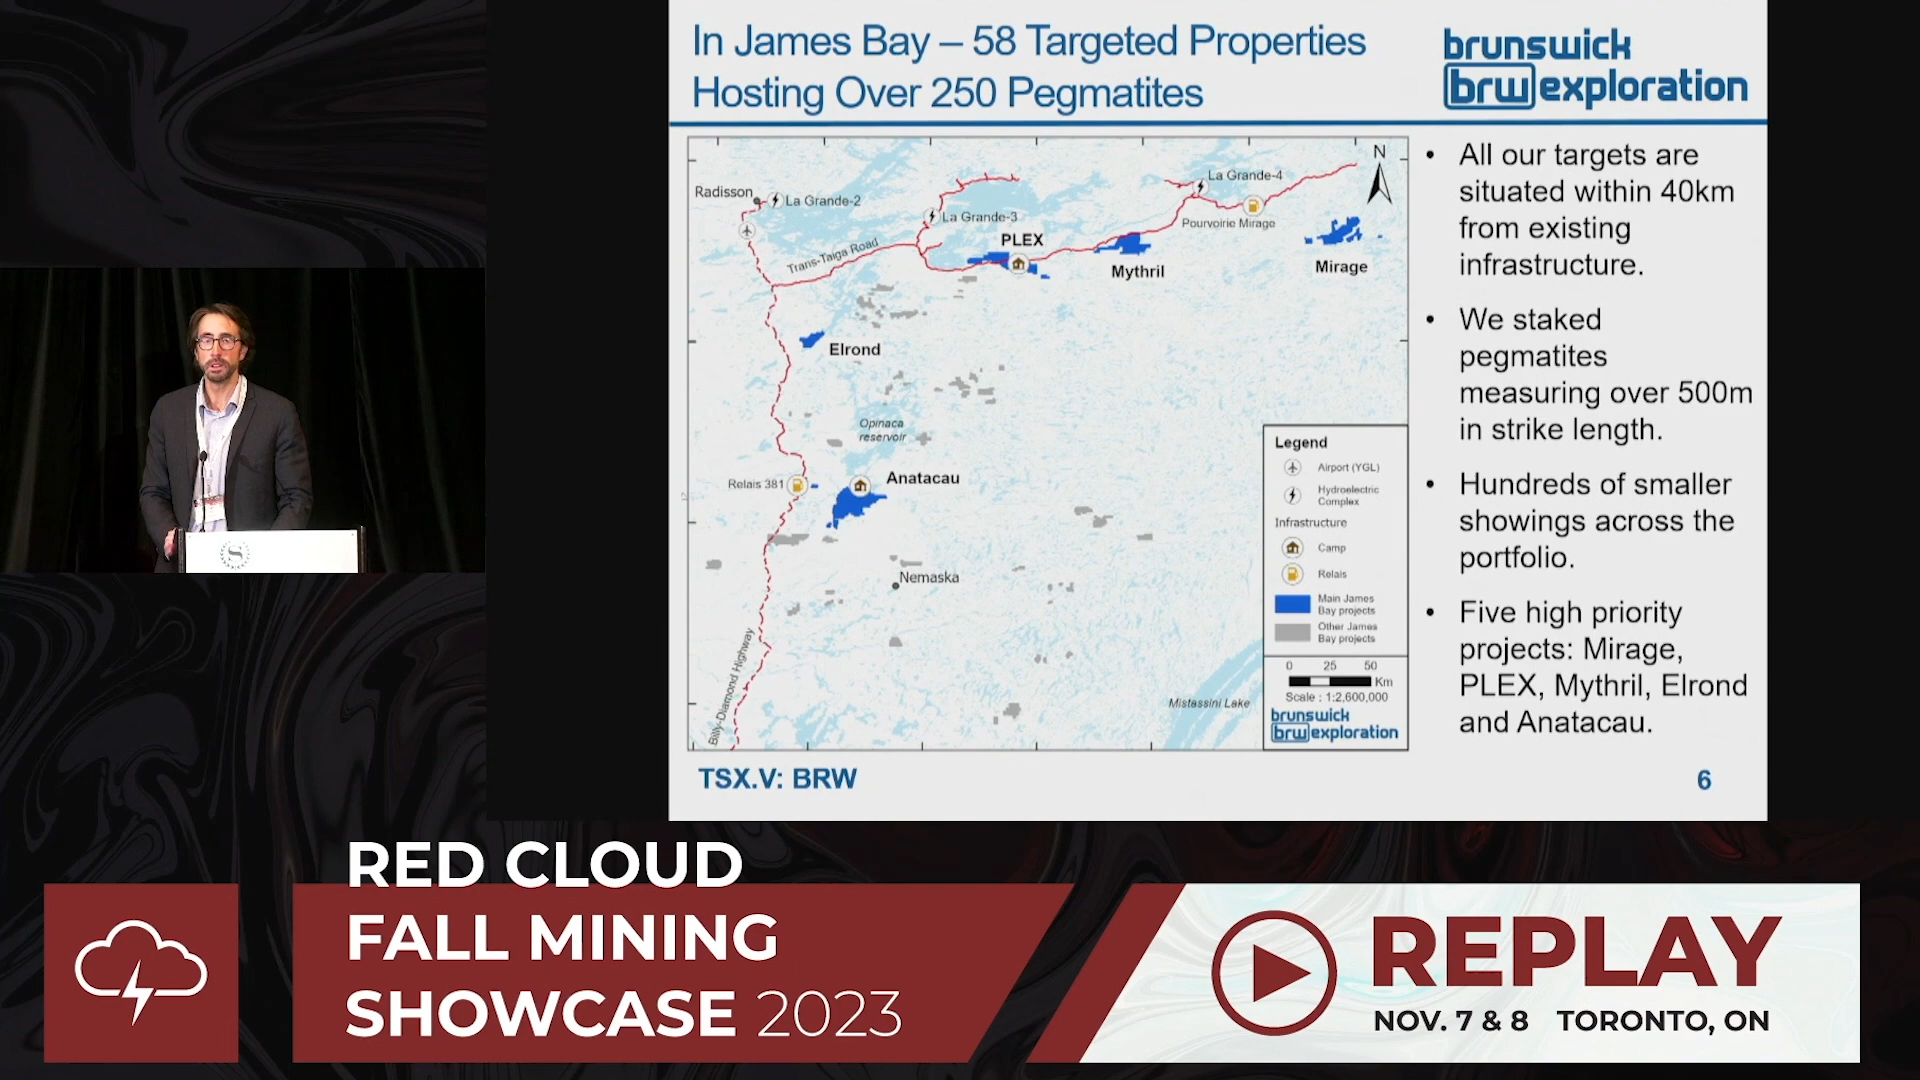 In James Bay – 58 Targeted Properties
Hosting Over 250 Pegmatites
brunswick
brw exploration
Radisson
La Grande-2
La Grande-3
La Grande-4
Pourvoirie Mirage
N
Trans-Taiga Road
PLEX
Mythril
Mirage
Elrond
Opinaca
reservoir
Relais 381
Anatacau
Nemaska
Billy-Diamond Highway
Mistassini Lake
Legend
Airport (YGL)
Hydroelectric
Complex
Infrastructure
Camp
Relais
Main James
Bay projects
Other James
Bay projects
0 25 50
Km
Scale : 1:2,600,000
brunswick
brw exploration
• All our targets are
situated within 40km
from existing
infrastructure.
• We staked
pegmatites
measuring over 500m
in strike length.
• Hundreds of smaller
showings across the
portfolio.
• Five high priority
projects: Mirage,
PLEX, Mythril, Elrond
and Anatacau.
TSX.V: BRW
6
S
RED CLOUD
FALL MINING
SHOWCASE 2023
REPLAY
NOV. 7 & 8 TORONTO, ON